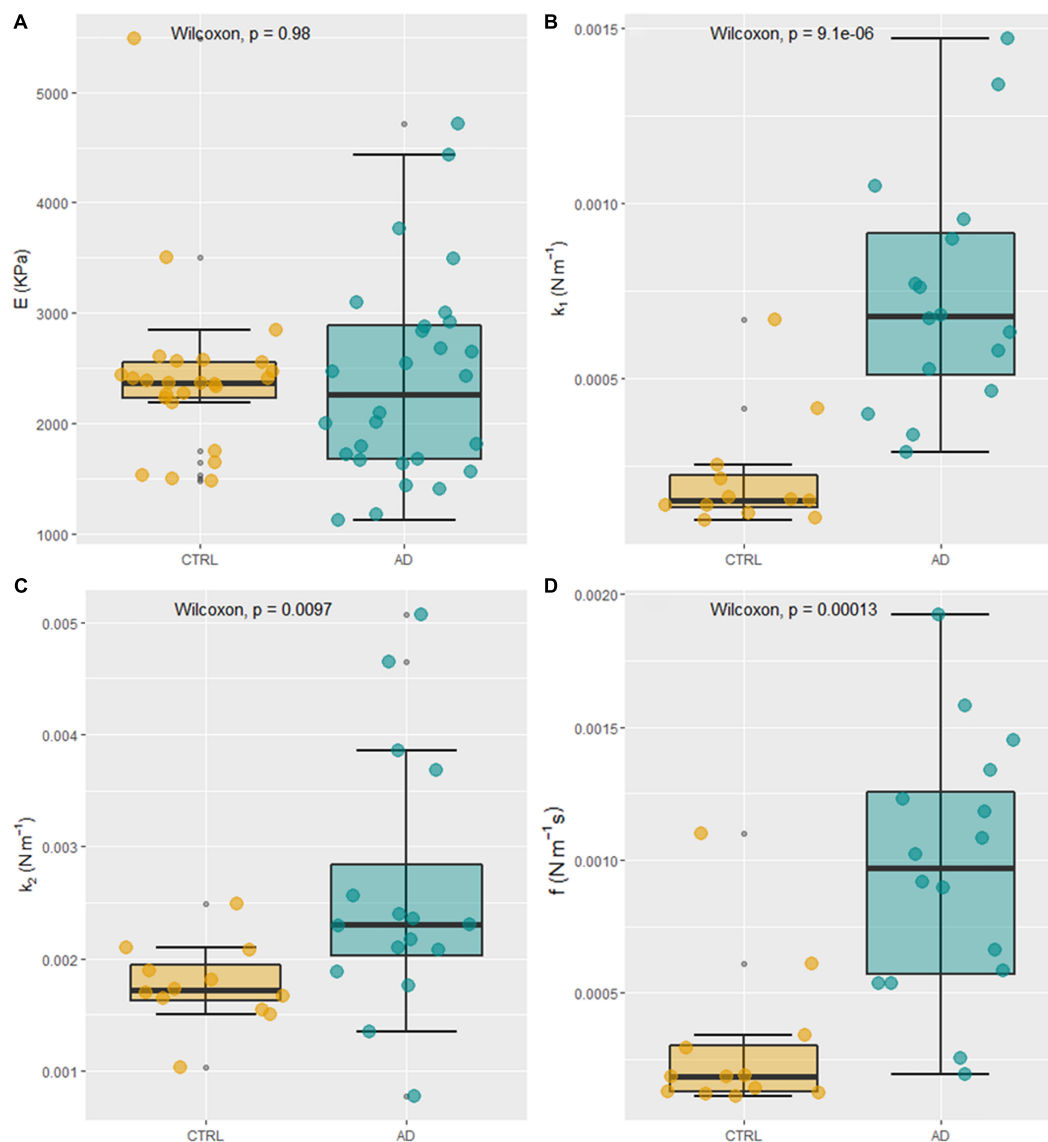 A
Wilcoxon, p = 0.98
E (KPa)
5000
4000
3000
2000
1000
CTRL
AD
B
Wilcoxon, p = 9.1e-06
k₁ (N m⁻¹)
0.0015
0.0010
0.0005
CTRL
AD
C
Wilcoxon, p = 0.0097
k₂ (N m⁻¹)
0.005
0.004
0.003
0.002
0.001
CTRL
AD
D
Wilcoxon, p = 0.00013
f (N m⁻¹ s)
0.0020
0.0015
0.0010
0.0005
CTRL
AD